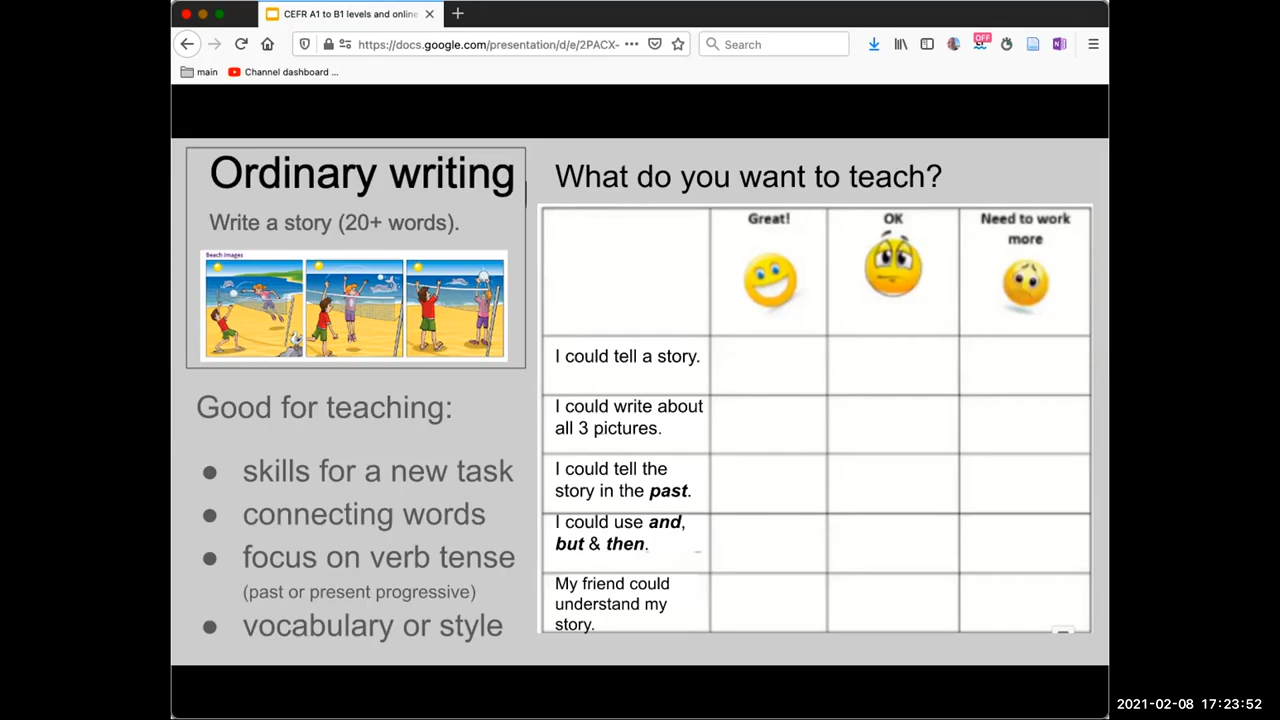 CEFR A1 to B1 levels and online
https://docs.google.com/presentation/d/e/2PACX-
Search
OFF
main
Channel dashboard ...
Ordinary writing
Write a story (20+ words).
Beach images
Good for teaching:
● skills for a new task
● connecting words
● focus on verb tense
(past or present progressive)
● vocabulary or style
What do you want to teach?
Great!
OK
Need to work
more
I could tell a story.
I could write about
all 3 pictures.
I could tell the
story in the past.
I could use and,
but & then.
My friend could
understand my
story.
2021-02-08 17:23:52